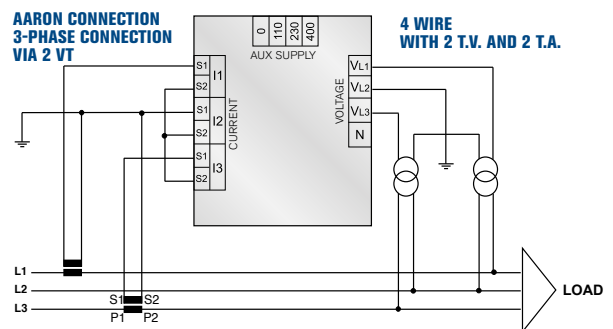 AARON CONNECTION
3-PHASE CONNECTION
VIA 2 VT
4 WIRE
WITH 2 T.V. AND 2 T.A.
0 110 230 400
AUX SUPPLY
S1
S2
I1
S1
S2
I2
S1
S2
I3
CURRENT
VOLTAGE
VL1
VL2
VL3
N
L1
L2
L3
S1 S2
P1 P2
LOAD